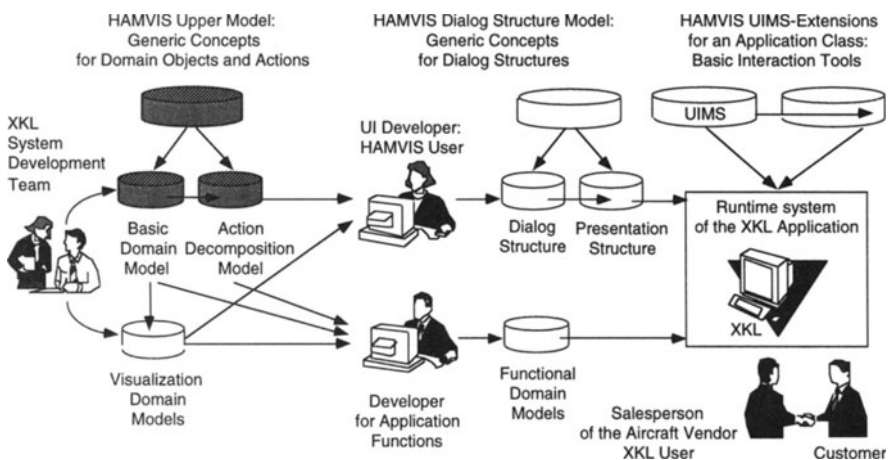 HAMVIS Upper Model:
Generic Concepts
for Domain Objects and Actions
HAMVIS Dialog Structure Model:
Generic Concepts
for Dialog Structures
HAMVIS UIMS-Extensions
for an Application Class:
Basic Interaction Tools
XKL
System
Development
Team
UI Developer:
HAMVIS User
UIMS
Basic
Domain
Model
Action
Decomposition
Model
Dialog
Structure
Presentation
Structure
Runtime system
of the XKL Application
XKL
Visualization
Domain
Models
Developer
for Application
Functions
Functional
Domain
Models
Salesperson
of the Aircraft Vendor
XKL User
Customer